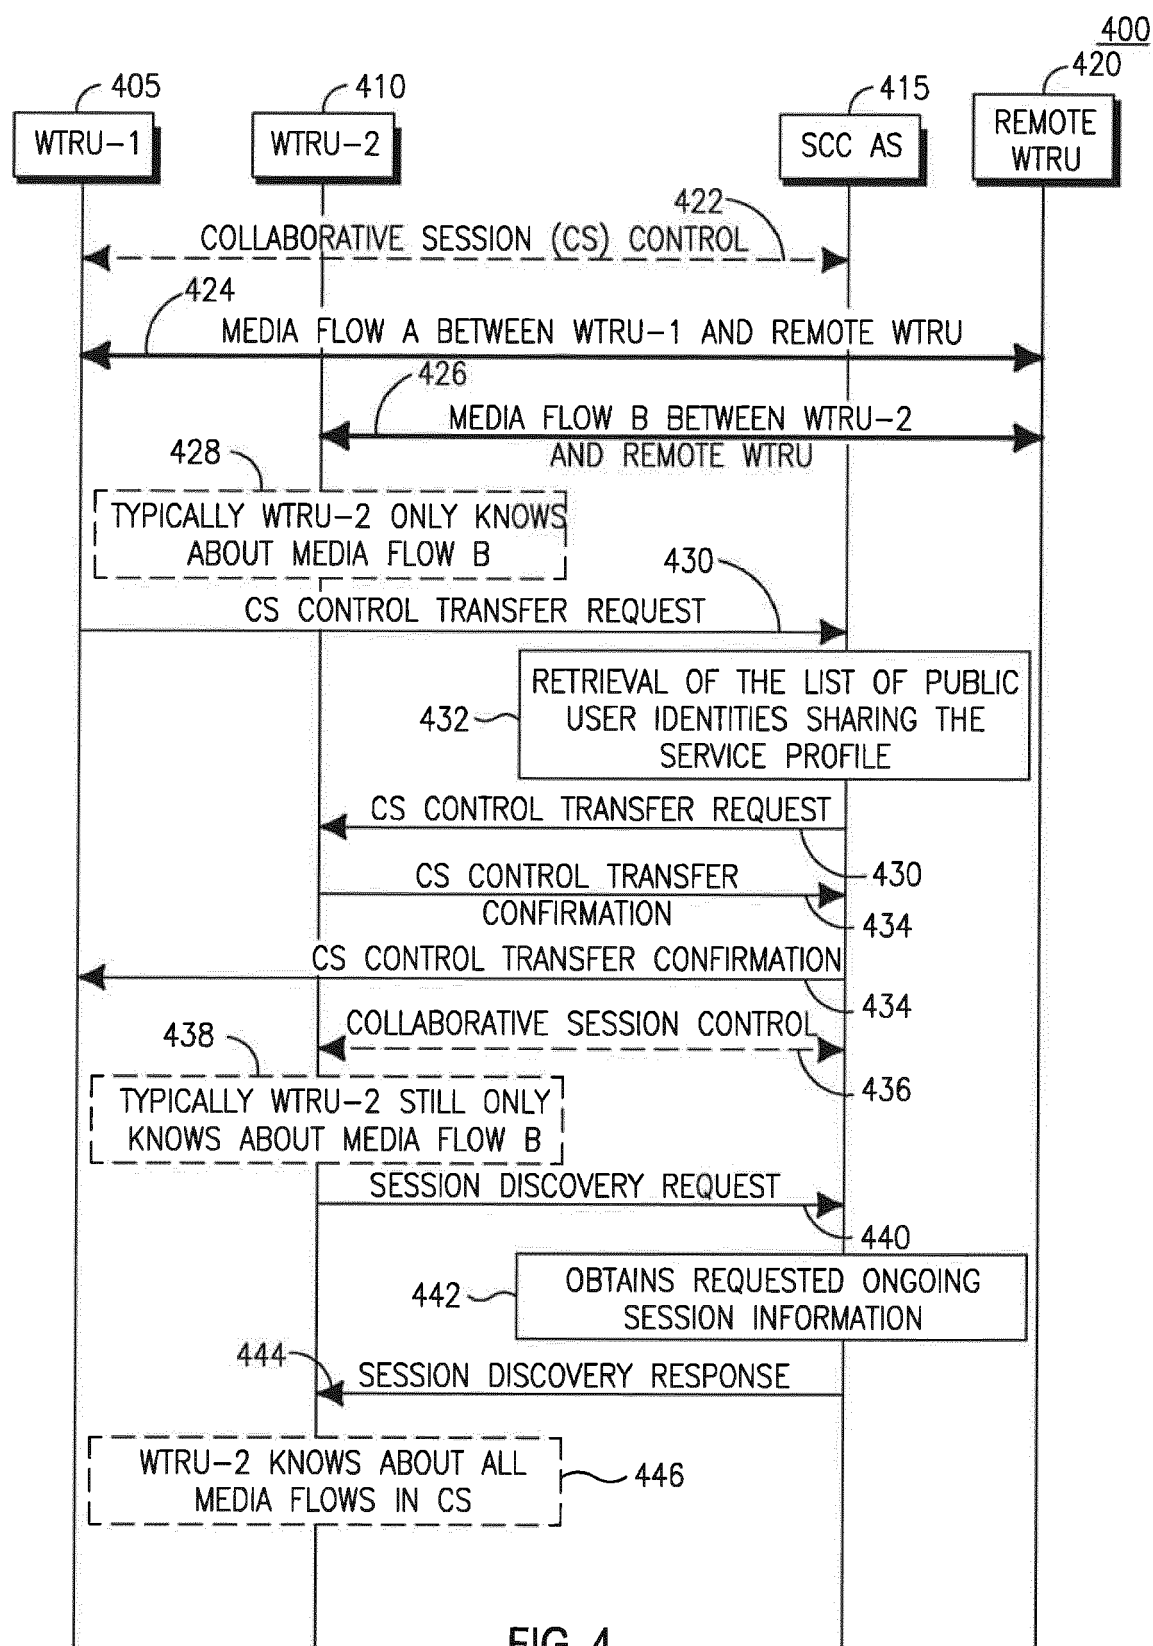 400
405
410
415
420
WTRU-1
WTRU-2
SCC AS
REMOTE
WTRU
422
COLLABORATIVE SESSION (CS) CONTROL
424
MEDIA FLOW A BETWEEN WTRU-1 AND REMOTE WTRU
426
MEDIA FLOW B BETWEEN WTRU-2
AND REMOTE WTRU
428
TYPICALLY WTRU-2 ONLY KNOWS
ABOUT MEDIA FLOW B
430
CS CONTROL TRANSFER REQUEST
RETRIEVAL OF THE LIST OF PUBLIC
USER IDENTITIES SHARING THE
SERVICE PROFILE
432
CS CONTROL TRANSFER REQUEST
430
CS CONTROL TRANSFER
CONFIRMATION
434
CS CONTROL TRANSFER CONFIRMATION
434
COLLABORATIVE SESSION CONTROL
436
438
TYPICALLY WTRU-2 STILL ONLY
KNOWS ABOUT MEDIA FLOW B
SESSION DISCOVERY REQUEST
440
442
OBTAINS REQUESTED ONGOING
SESSION INFORMATION
444
SESSION DISCOVERY RESPONSE
WTRU-2 KNOWS ABOUT ALL
MEDIA FLOWS IN CS
446
FIG. 4